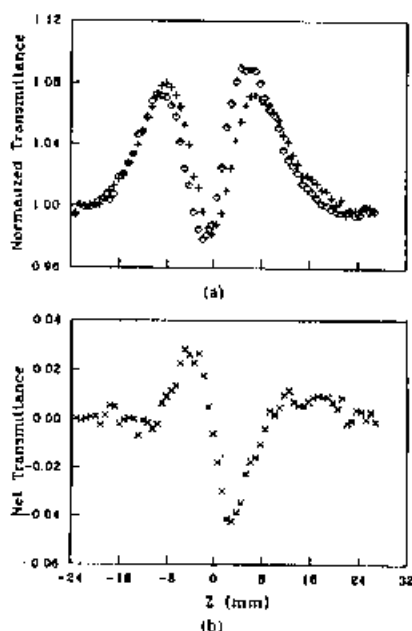 1.12
1.08
1.04
1.00
0.96
Normalized Transmittance
(a)
0.04
0.02
0.00
-0.02
-0.04
-0.06
Net Transmittance
-24 -16 -8 0 8 16 24 32
Z (mm)
(b)